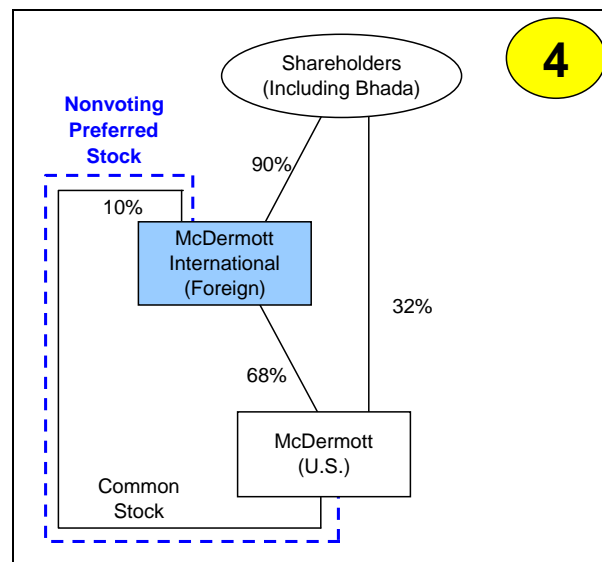 4
Shareholders
(Including Bhada)
Nonvoting
Preferred
Stock
90%
10%
McDermott
International
(Foreign)
32%
68%
McDermott
(U.S.)
Common
Stock